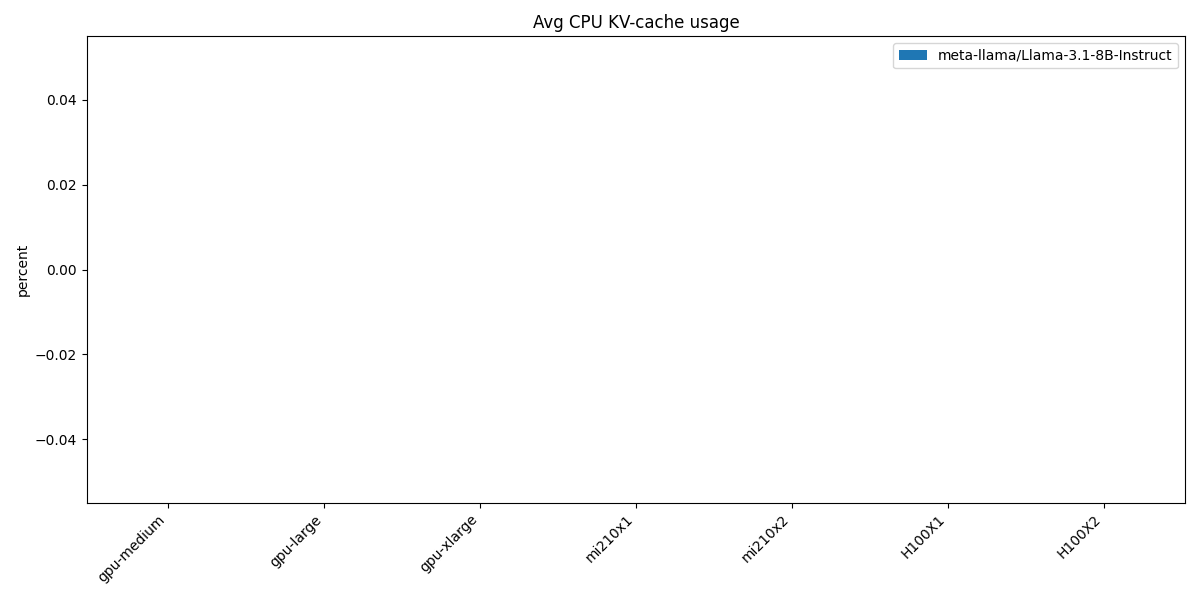 Avg CPU KV-cache usage
meta-llama/Llama-3.1-8B-Instruct
percent
0.04
0.02
0.00
−0.02
−0.04
gpu-medium
gpu-large
gpu-xlarge
mi210x1
mi210x2
H100X1
H100X2